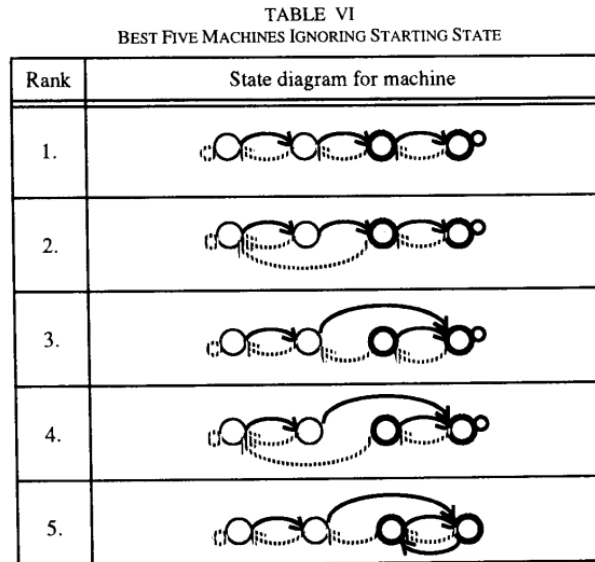 TABLE VI
BEST FIVE MACHINES IGNORING STARTING STATE
Rank State diagram for machine
1.
2.
3.
4.
5.